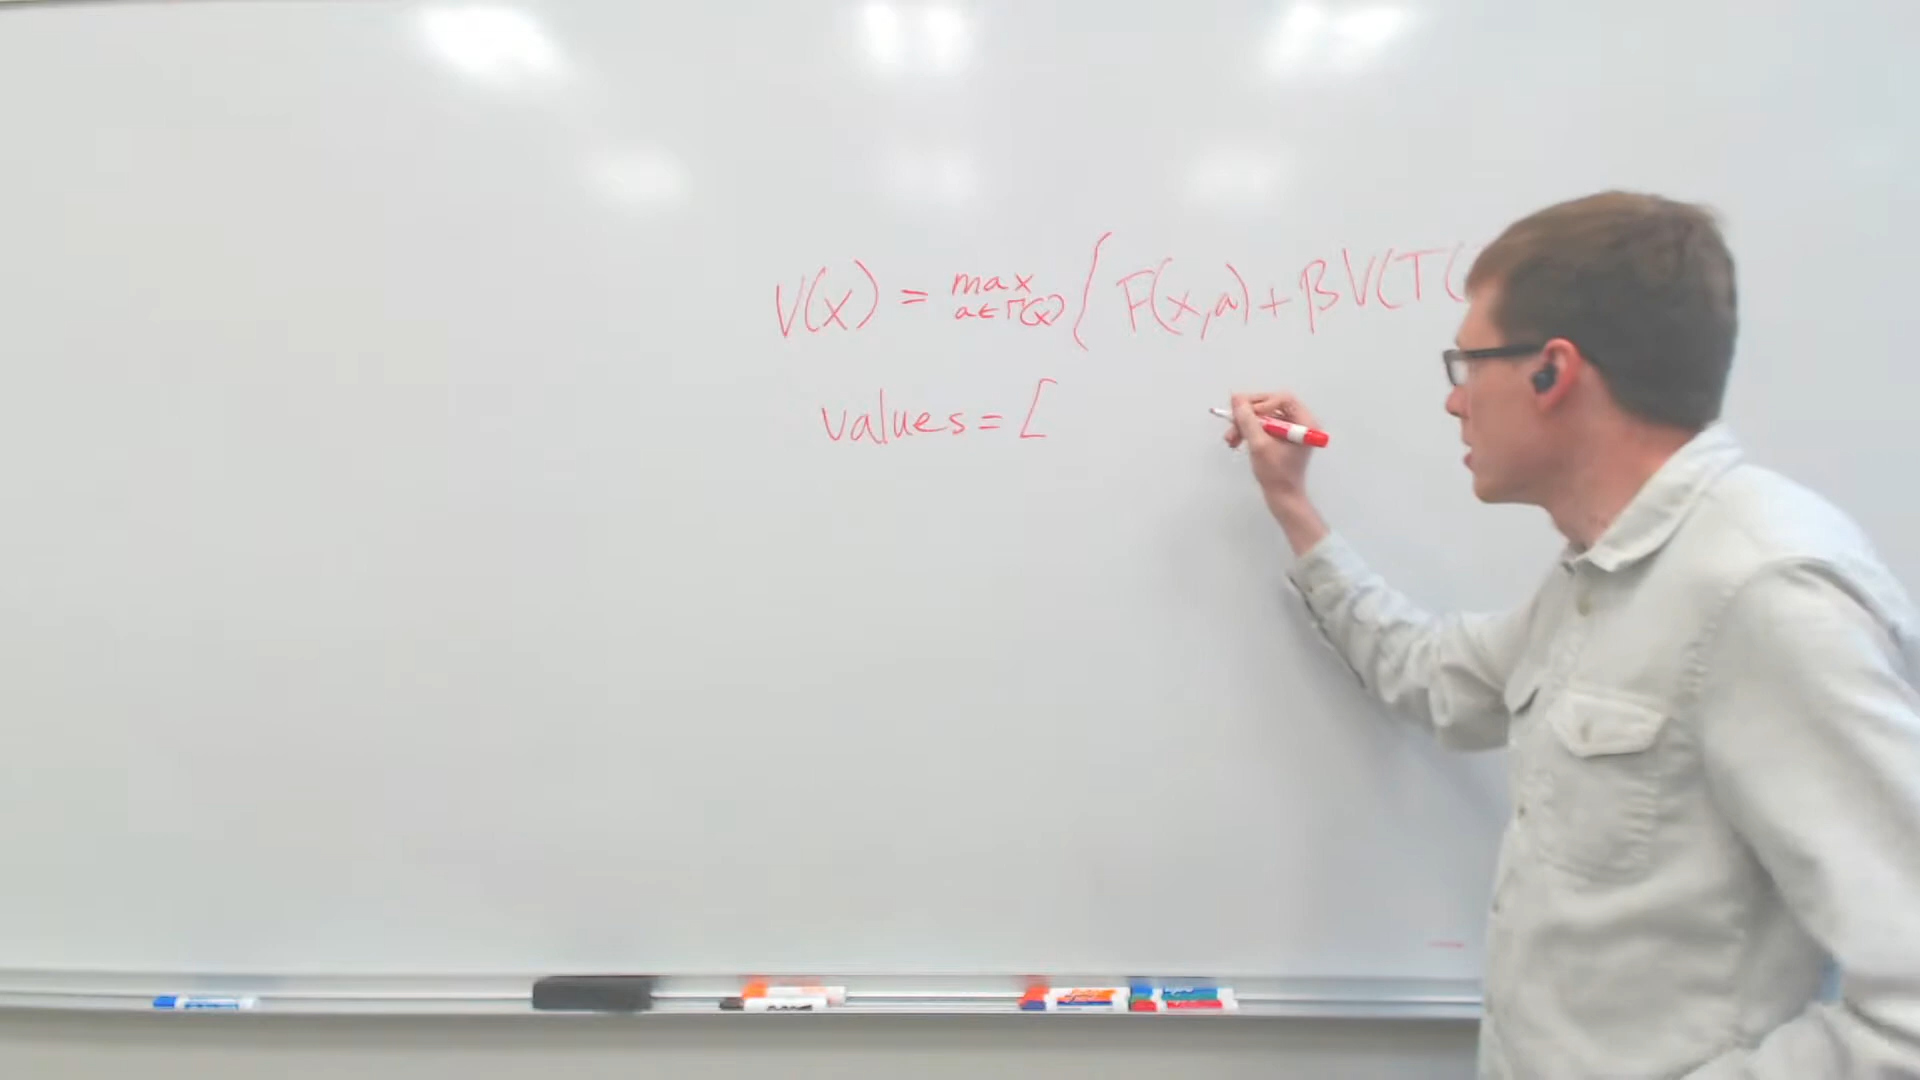 V(x) = max a∈Γ(x) { F(x,a) + βV(T(
values = [